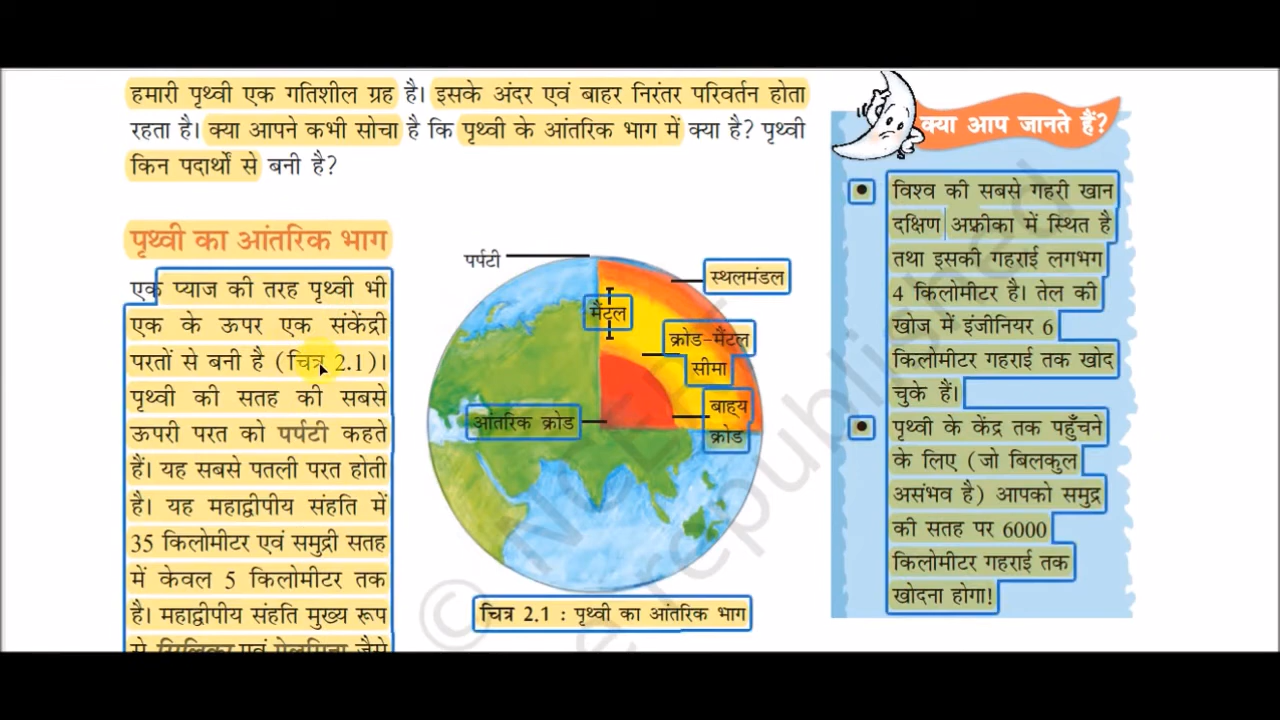 हमारी पृथ्वी एक गतिशील ग्रह है। इसके अंदर एवं बाहर निरंतर परिवर्तन होता
रहता है। क्या आपने कभी सोचा है कि पृथ्वी के आंतरिक भाग में क्या है? पृथ्वी
किन पदार्थों से बनी है?
पृथ्वी का आंतरिक भाग
एक प्याज की तरह पृथ्वी भी
एक के ऊपर एक संकेंद्री
परतों से बनी है (चित्र 2.1)।
पृथ्वी की सतह की सबसे
ऊपरी परत को पर्पटी कहते
हैं। यह सबसे पतली परत होती
है। यह महाद्वीपीय संहति में
35 किलोमीटर एवं समुद्री सतह
में केवल 5 किलोमीटर तक
है। महाद्वीपीय संहति मुख्य रूप
से सिलिका एवं ऐलुमिना जैसे
पर्पटी
स्थलमंडल
मैंटल
क्रोड-मैंटल
सीमा
बाह्य
क्रोड
आंतरिक क्रोड
चित्र 2.1 : पृथ्वी का आंतरिक भाग
क्या आप जानते हैं?
• विश्व की सबसे गहरी खान
दक्षिण अफ्रीका में स्थित है
तथा इसकी गहराई लगभग
4 किलोमीटर है। तेल की
खोज में इंजीनियर 6
किलोमीटर गहराई तक खोद
चुके हैं।
• पृथ्वी के केंद्र तक पहुँचने
के लिए (जो बिलकुल
असंभव है) आपको समुद्र
की सतह पर 6000
किलोमीटर गहराई तक
खोदना होगा!